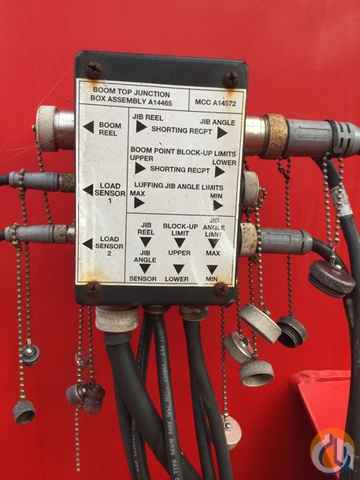 BOOM TOP JUNCTION
BOX ASSEMBLY A14465
MCC A14572
BOOM
REEL
JIB REEL
JIB ANGLE
SHORTING RECPT
BOOM POINT BLOCK-UP LIMITS
UPPER
LOWER
SHORTING RECPT
LOAD
SENSOR
1
LUFFING JIB ANGLE LIMITS
MAX
MIN
LOAD
SENSOR
2
JIB
REEL
BLOCK-UP
LIMIT
JIB
ANGLE
LIMIT
JIB
ANGLE
UPPER
MAX
SENSOR
LOWER
MIN